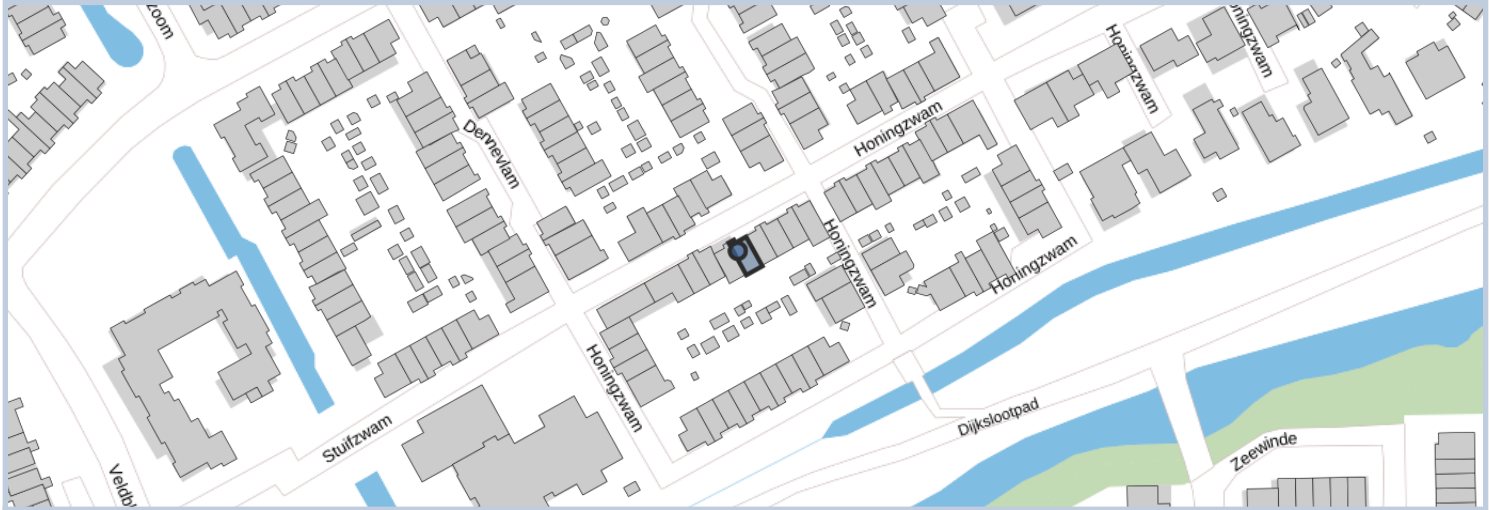 zoom
Honingzwam
Honingzwam
Dennevlam
Honingzwam
Honingzwam
Honingzwam
Honingzwam
Dijkslootpad
Stuifzwam
Zeewinde